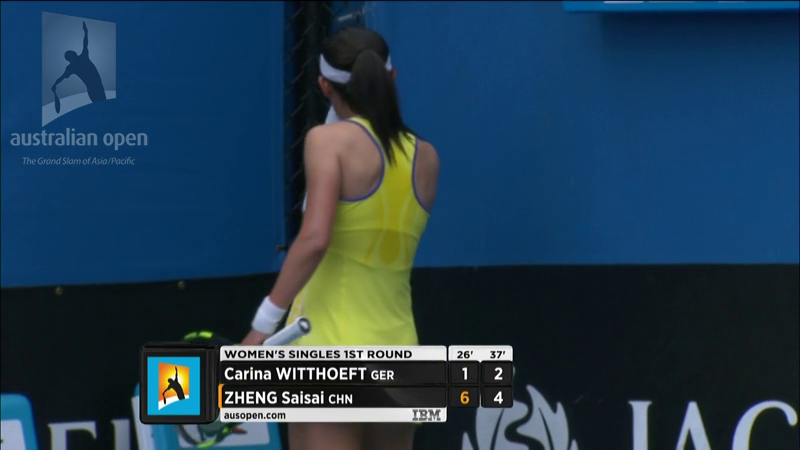 australian open
The Grand Slam of Asia/Pacific
WOMEN'S SINGLES 1ST ROUND 26' 37'
Carina WITTHOEFT GER 1 2
ZHENG Saisai CHN 6 4
ausopen.com IBM
JAC